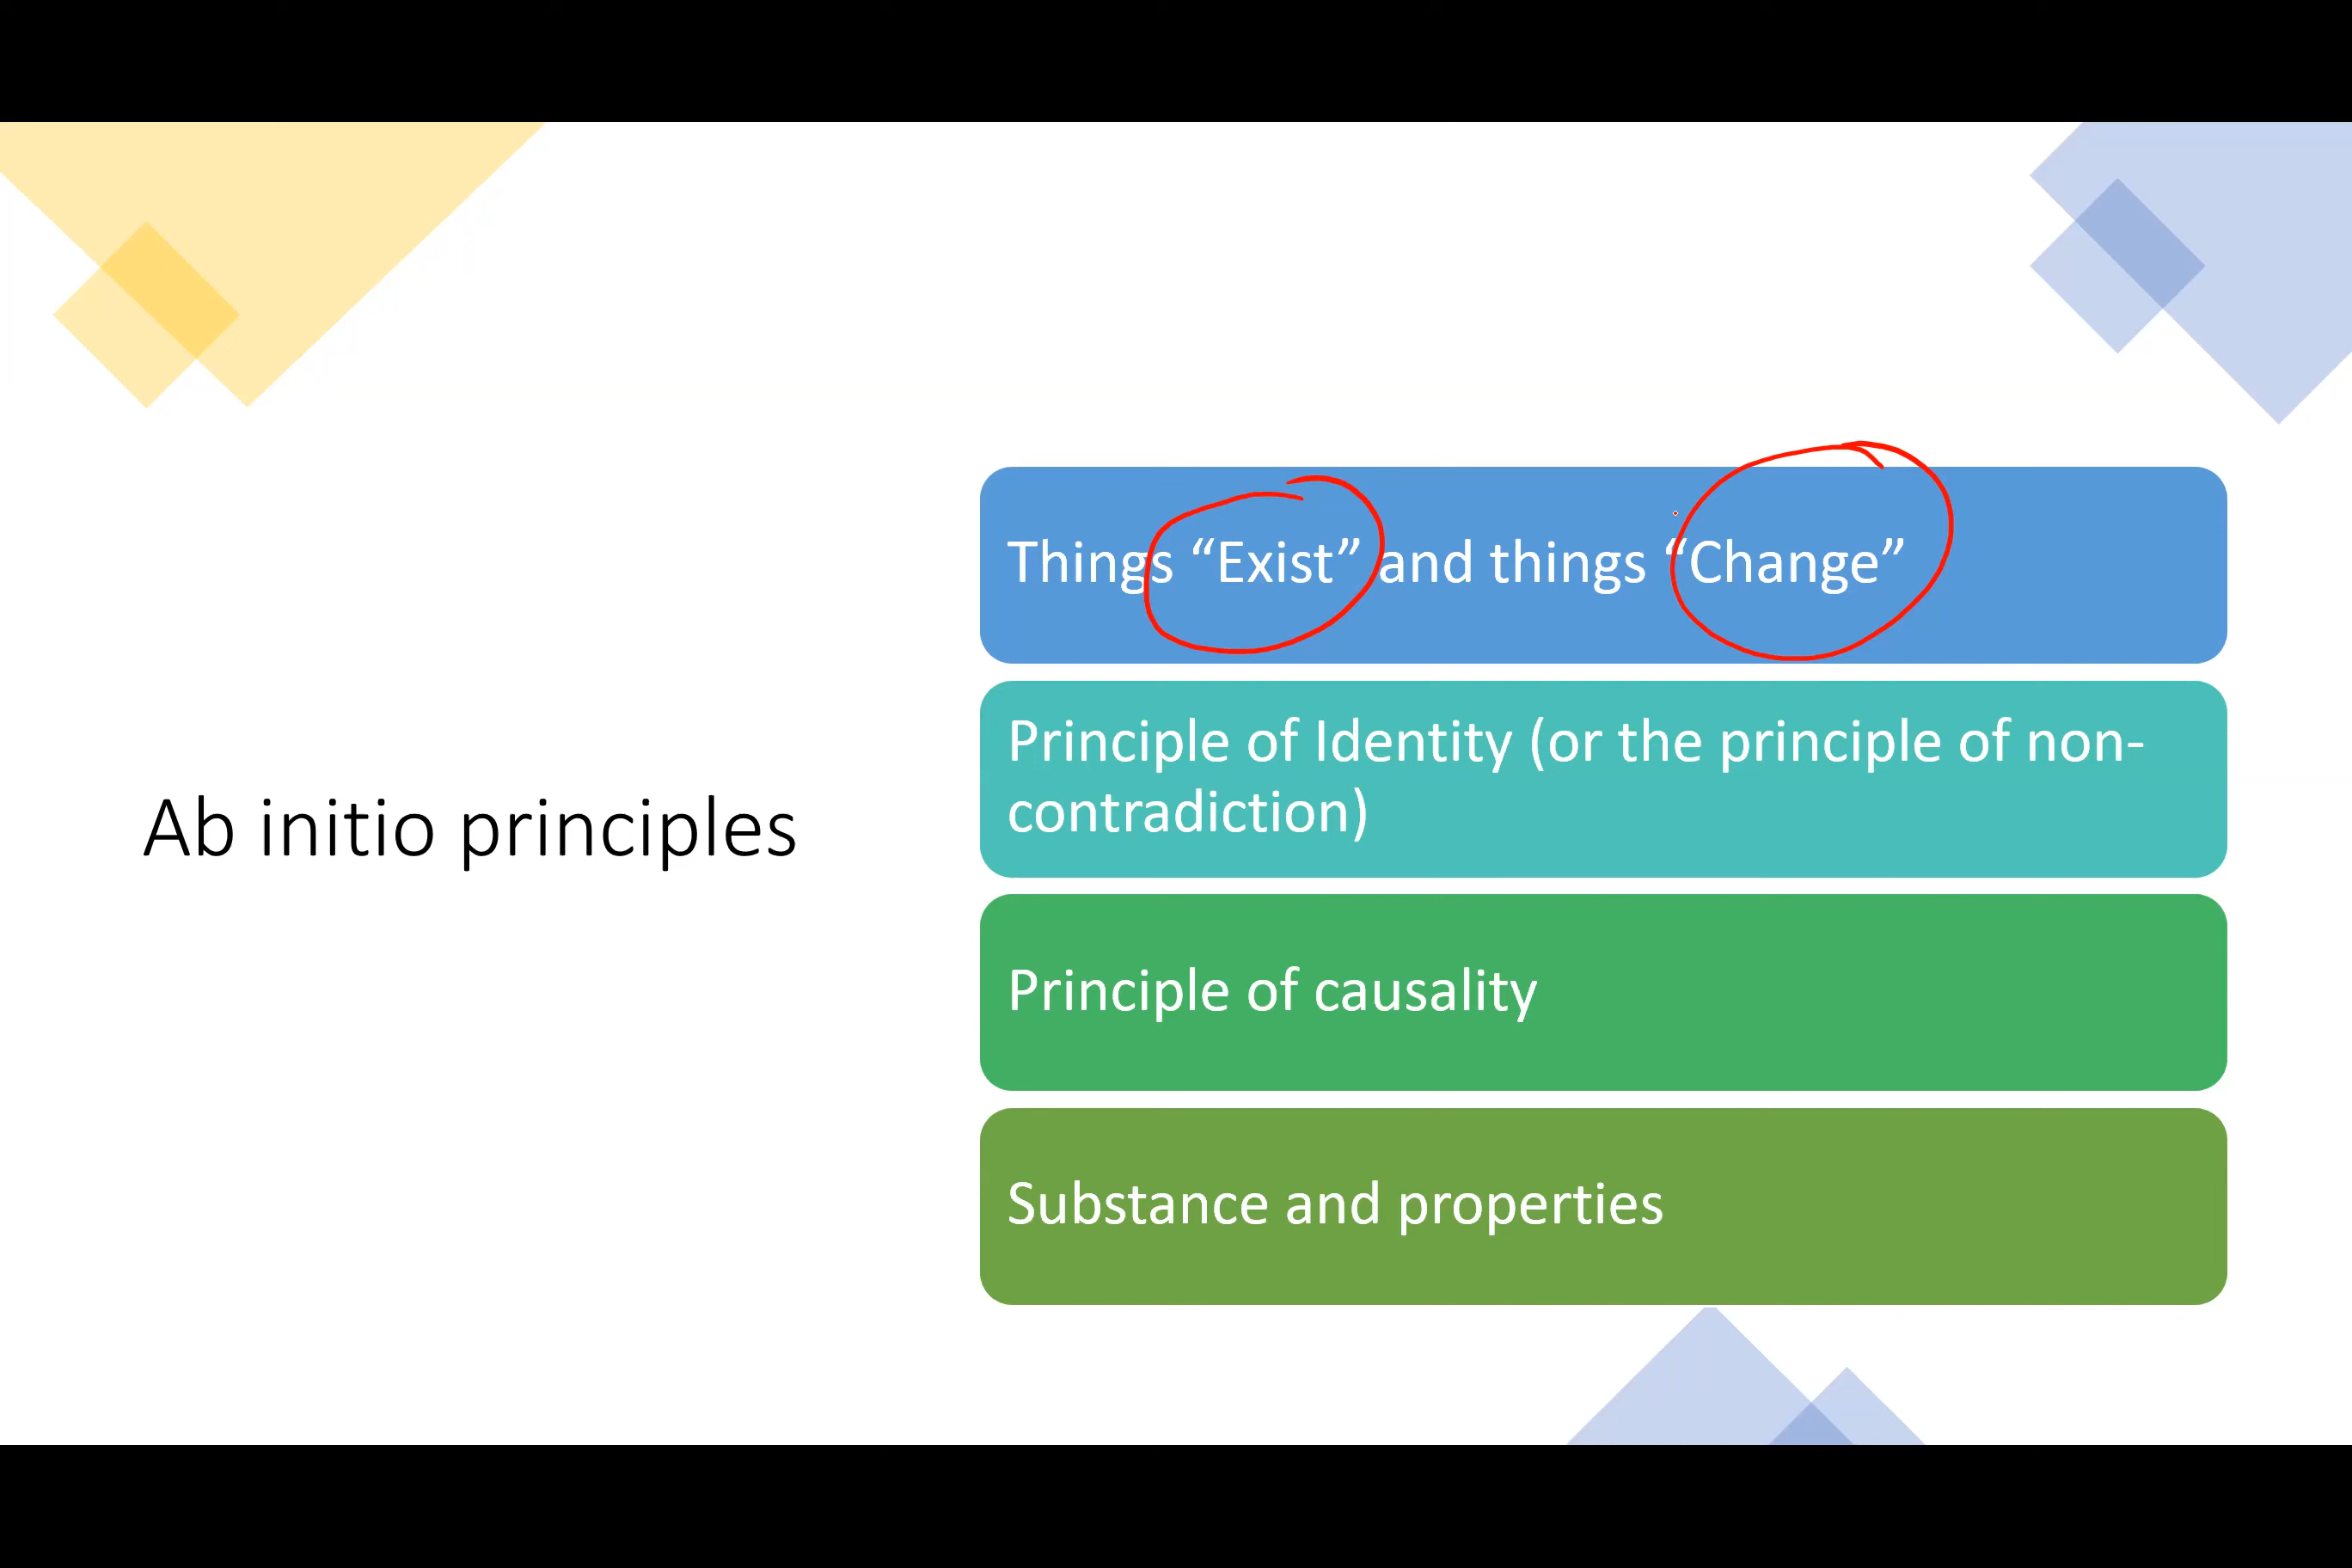 Ab initio principles
Things “Exist” and things “Change”
Principle of Identity (or the principle of non-
contradiction)
Principle of causality
Substance and properties